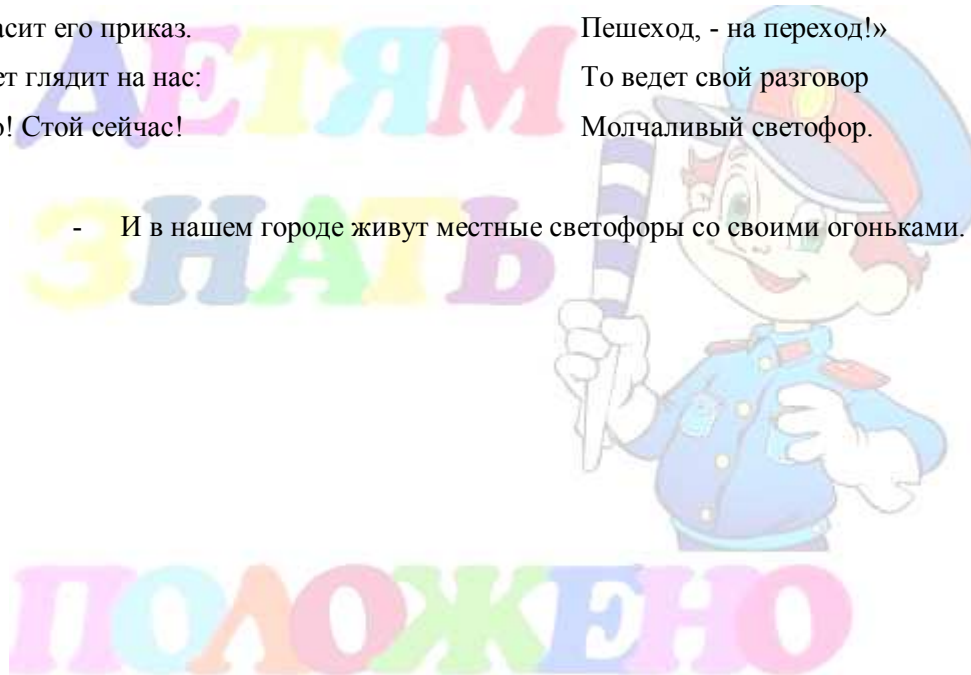 асит его приказ.
ет глядит на нас:
о! Стой сейчас!
Пешеход, - на переход!»
То ведет свой разговор
Молчаливый светофор.
- И в нашем городе живут местные светофоры со своими огоньками.
ДЕТЯМ
ЗНАТЬ
ПОЛОЖЕНО